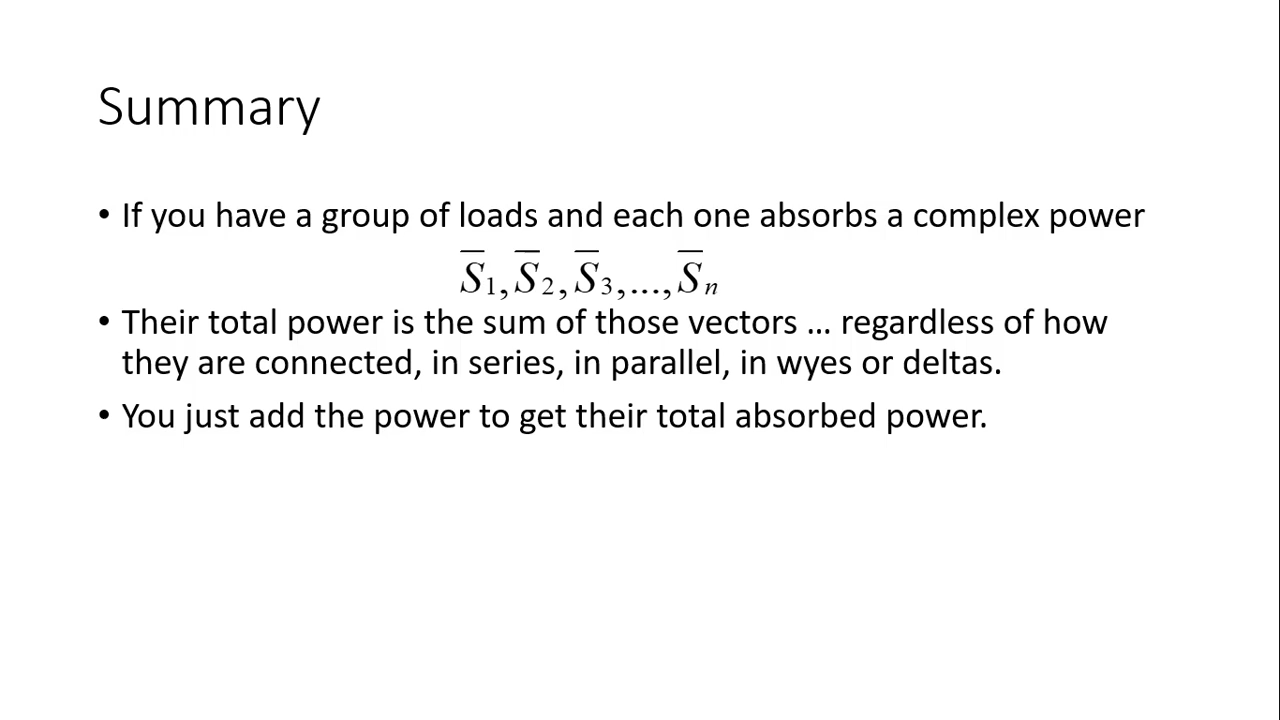 Summary
• If you have a group of loads and each one absorbs a complex power
S̅₁, S̅₂, S̅₃, ..., S̅ₙ
• Their total power is the sum of those vectors … regardless of how
they are connected, in series, in parallel, in wyes or deltas.
• You just add the power to get their total absorbed power.